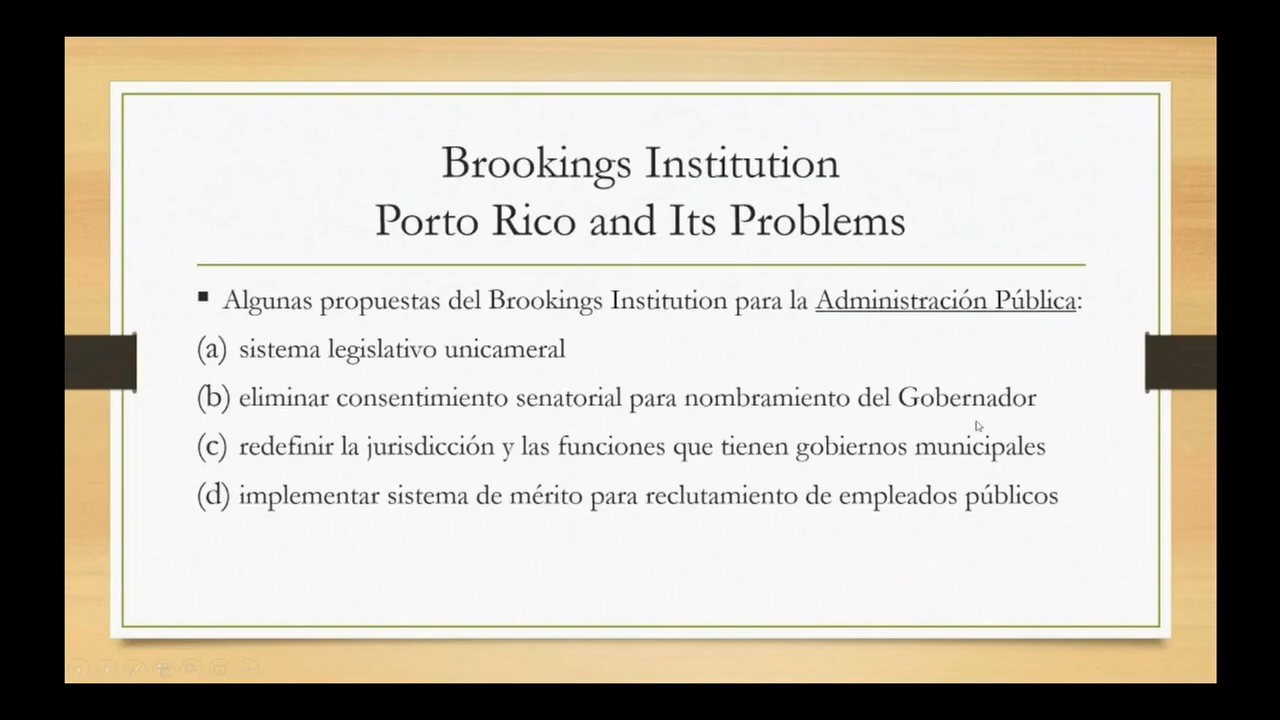 Brookings Institution
Porto Rico and Its Problems
▪ Algunas propuestas del Brookings Institution para la Administración Pública:
(a) sistema legislativo unicameral
(b) eliminar consentimiento senatorial para nombramiento del Gobernador
(c) redefinir la jurisdicción y las funciones que tienen gobiernos municipales
(d) implementar sistema de mérito para reclutamiento de empleados públicos